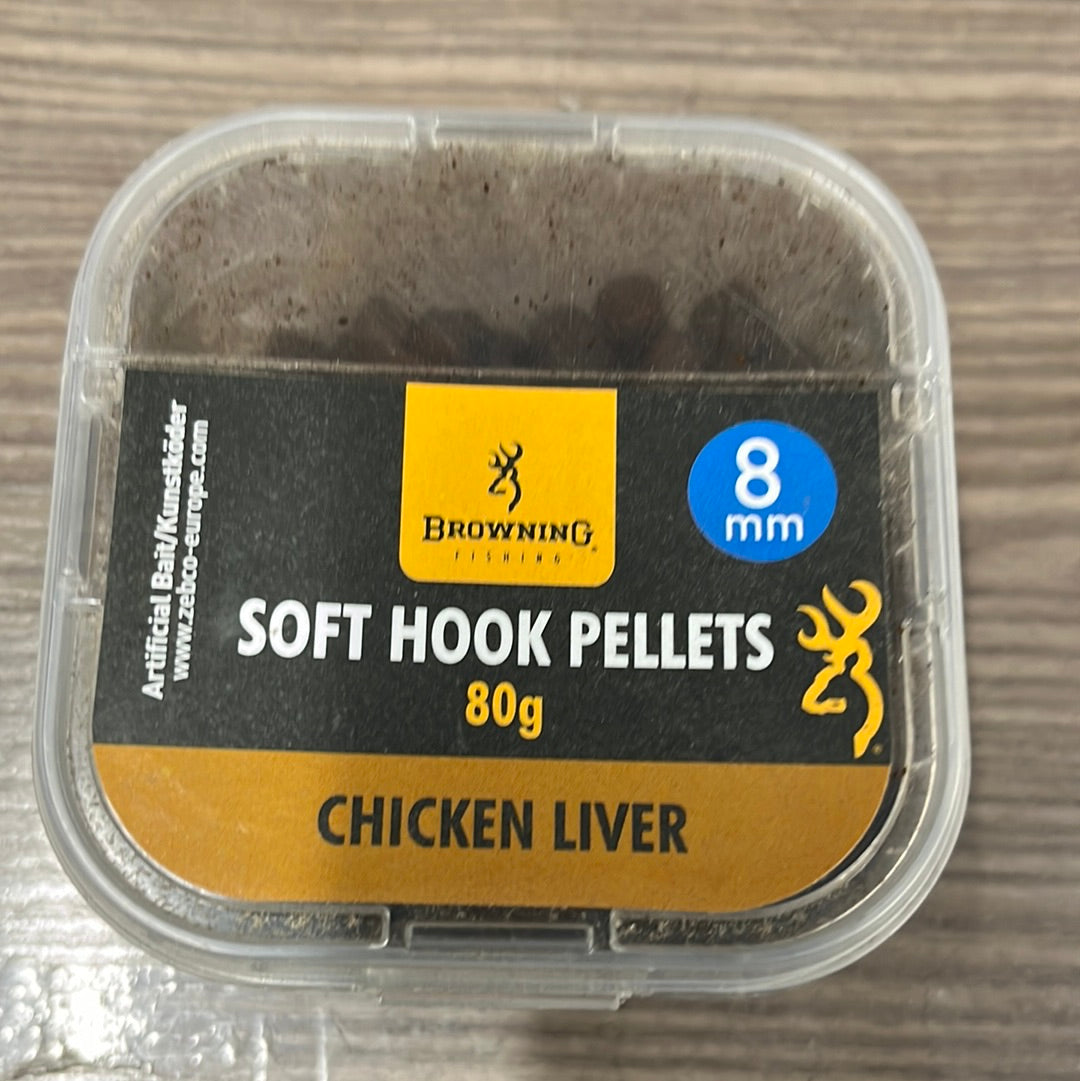 Artificial Bait/Kunstköder
www.zebco-europe.com
BROWNING
FISHING
8
mm
SOFT HOOK PELLETS
80g
CHICKEN LIVER